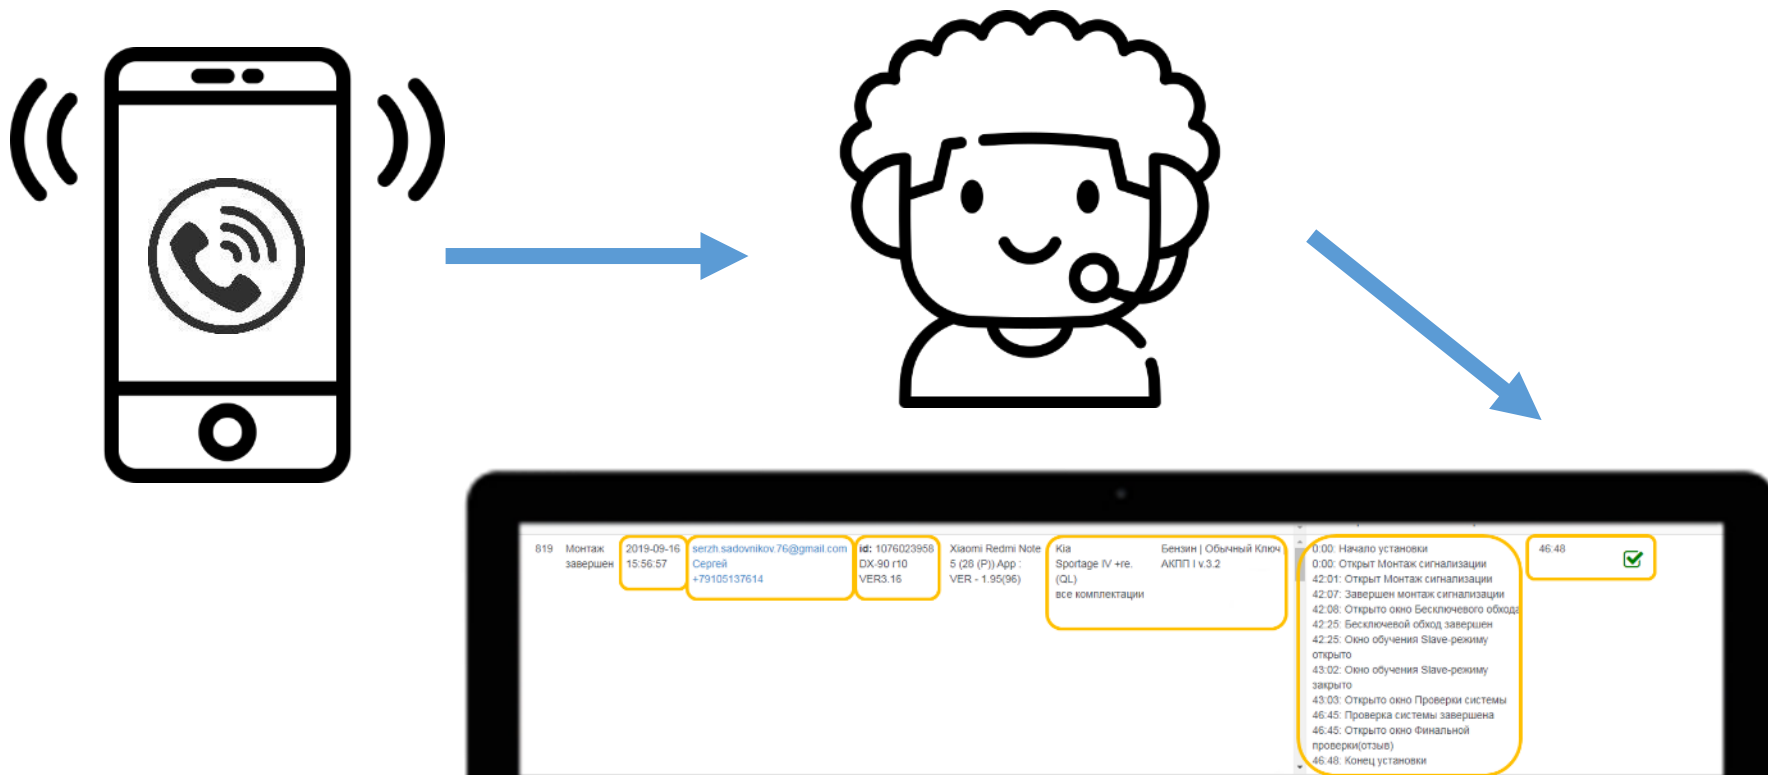 819
Монтаж
завершен
2019-09-16
15:56:57
serzh.sadovnikov.76@gmail.com
Сергей
+79105137614
id: 1076023958
DX-90 r10
VER3.16
Xiaomi Redmi Note
5 (28 (P)) App :
VER - 1.95(96)
Kia
Sportage IV +re.
(QL)
все комплектации
Бензин | Обычный Ключ
АКПП I v.3.2
0:00: Начало установки
0:00: Открыт Монтаж сигнализации
42:01: Открыт Монтаж сигнализации
42:07: Завершен монтаж сигнализации
42:08: Открыто окно Бесключевого обхода
42:25: Бесключевой обход завершен
42:25: Окно обучения Slave-режиму
открыто
43:02: Окно обучения Slave-режиму
закрыто
43:03: Открыто окно Проверки системы
46:45: Проверка системы завершена
46:45: Открыто окно Финальной
проверки(отзыв)
46:48: Конец установки
46:48